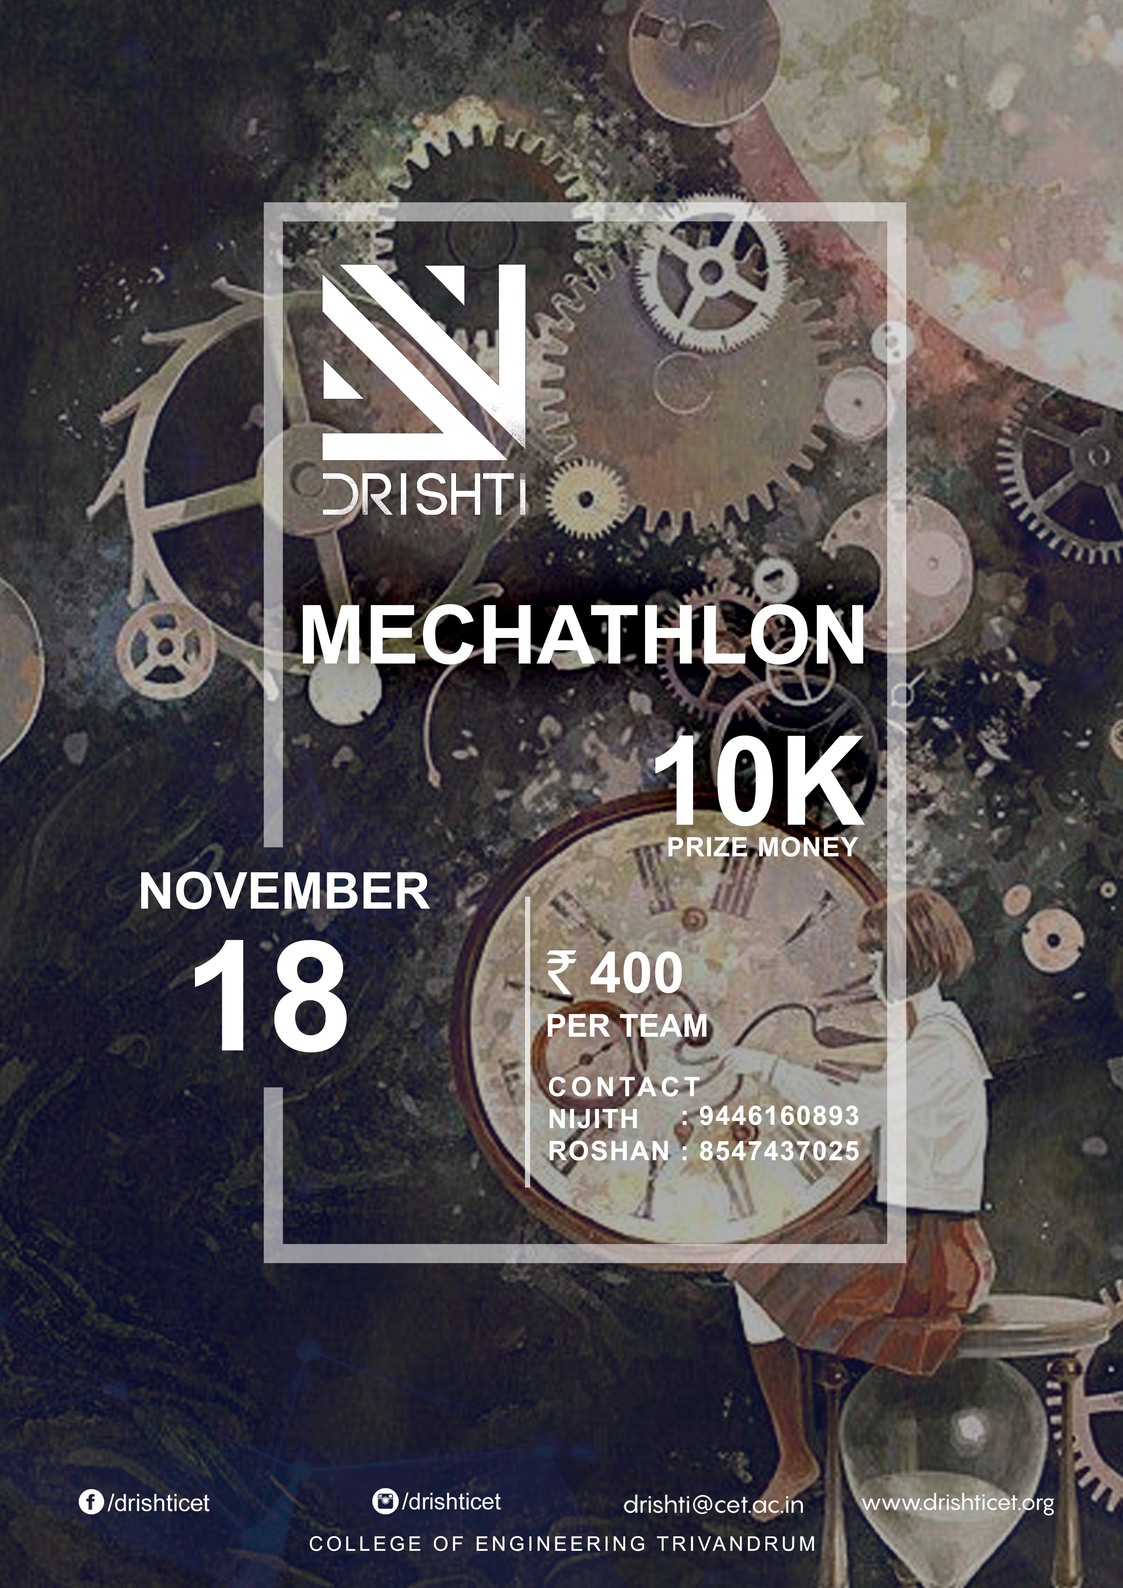 DRISHTI
MECHATHLON
10K
PRIZE MONEY
NOVEMBER
18
₹ 400
PER TEAM
CONTACT
NIJITH : 9446160893
ROSHAN : 8547437025
/drishticet
/drishticet
drishti@cet.ac.in
www.drishticet.org
COLLEGE OF ENGINEERING TRIVANDRUM